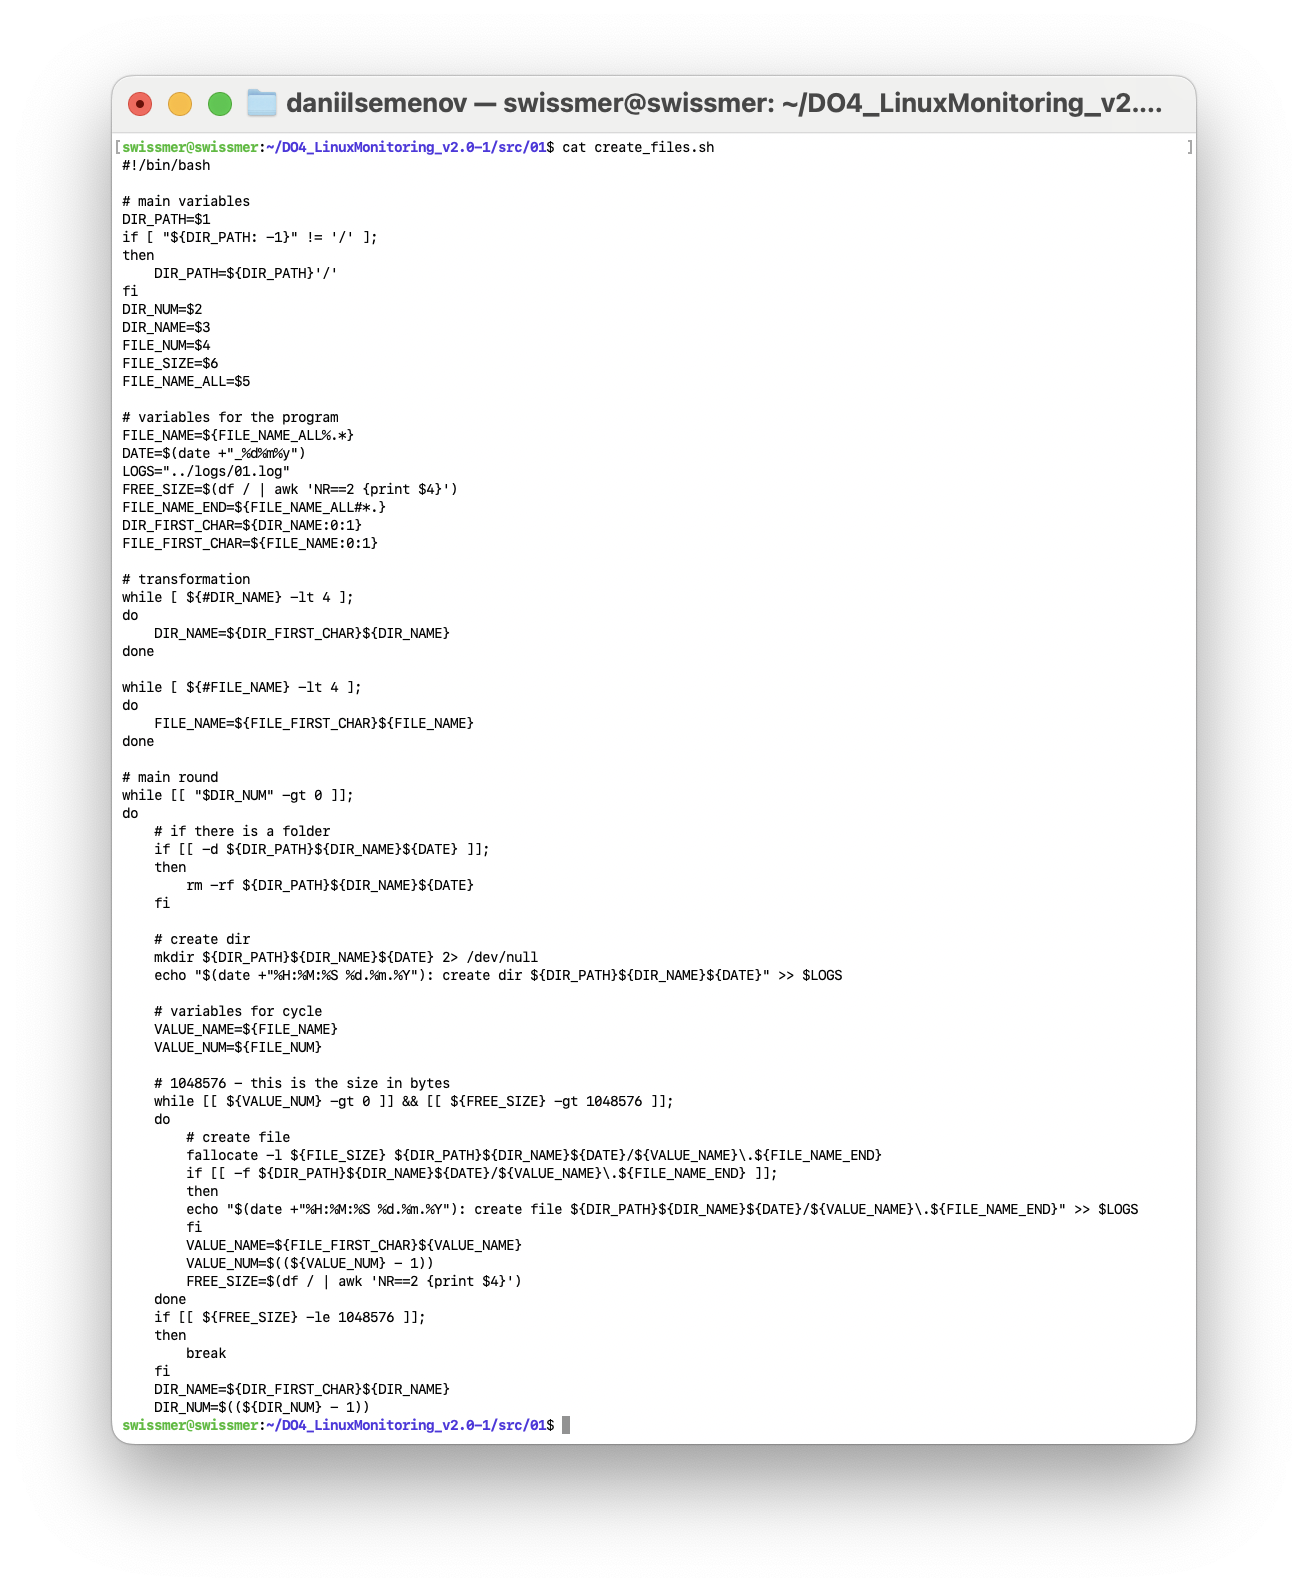 daniilsemenov — swissmer@swissmer: ~/DO4_LinuxMonitoring_v2....
[swissmer@swissmer:~/DO4_LinuxMonitoring_v2.0-1/src/01$ cat create_files.sh ]
#!/bin/bash

# main variables
DIR_PATH=$1
if [ "${DIR_PATH: -1}" != '/' ];
then
    DIR_PATH=${DIR_PATH}'/'
fi
DIR_NUM=$2
DIR_NAME=$3
FILE_NUM=$4
FILE_SIZE=$6
FILE_NAME_ALL=$5

# variables for the program
FILE_NAME=${FILE_NAME_ALL%.*}
DATE=$(date +"_%d%m%y")
LOGS="../logs/01.log"
FREE_SIZE=$(df / | awk 'NR==2 {print $4}')
FILE_NAME_END=${FILE_NAME_ALL#*.}
DIR_FIRST_CHAR=${DIR_NAME:0:1}
FILE_FIRST_CHAR=${FILE_NAME:0:1}

# transformation
while [ ${#DIR_NAME} -lt 4 ];
do
    DIR_NAME=${DIR_FIRST_CHAR}${DIR_NAME}
done

while [ ${#FILE_NAME} -lt 4 ];
do
    FILE_NAME=${FILE_FIRST_CHAR}${FILE_NAME}
done

# main round
while [[ "$DIR_NUM" -gt 0 ]];
do
    # if there is a folder
    if [[ -d ${DIR_PATH}${DIR_NAME}${DATE} ]];
    then
        rm -rf ${DIR_PATH}${DIR_NAME}${DATE}
    fi

    # create dir
    mkdir ${DIR_PATH}${DIR_NAME}${DATE} 2> /dev/null
    echo "$(date +"%H:%M:%S %d.%m.%Y"): create dir ${DIR_PATH}${DIR_NAME}${DATE}" >> $LOGS

    # variables for cycle
    VALUE_NAME=${FILE_NAME}
    VALUE_NUM=${FILE_NUM}

    # 1048576 - this is the size in bytes
    while [[ ${VALUE_NUM} -gt 0 ]] && [[ ${FREE_SIZE} -gt 1048576 ]];
    do
        # create file
        fallocate -l ${FILE_SIZE} ${DIR_PATH}${DIR_NAME}${DATE}/${VALUE_NAME}\.${FILE_NAME_END}
        if [[ -f ${DIR_PATH}${DIR_NAME}${DATE}/${VALUE_NAME}\.${FILE_NAME_END} ]];
        then
        echo "$(date +"%H:%M:%S %d.%m.%Y"): create file ${DIR_PATH}${DIR_NAME}${DATE}/${VALUE_NAME}\.${FILE_NAME_END}" >> $LOGS
        fi
        VALUE_NAME=${FILE_FIRST_CHAR}${VALUE_NAME}
        VALUE_NUM=$((${VALUE_NUM} - 1))
        FREE_SIZE=$(df / | awk 'NR==2 {print $4}')
    done
    if [[ ${FREE_SIZE} -le 1048576 ]];
    then
        break
    fi
    DIR_NAME=${DIR_FIRST_CHAR}${DIR_NAME}
    DIR_NUM=$((${DIR_NUM} - 1))
swissmer@swissmer:~/DO4_LinuxMonitoring_v2.0-1/src/01$